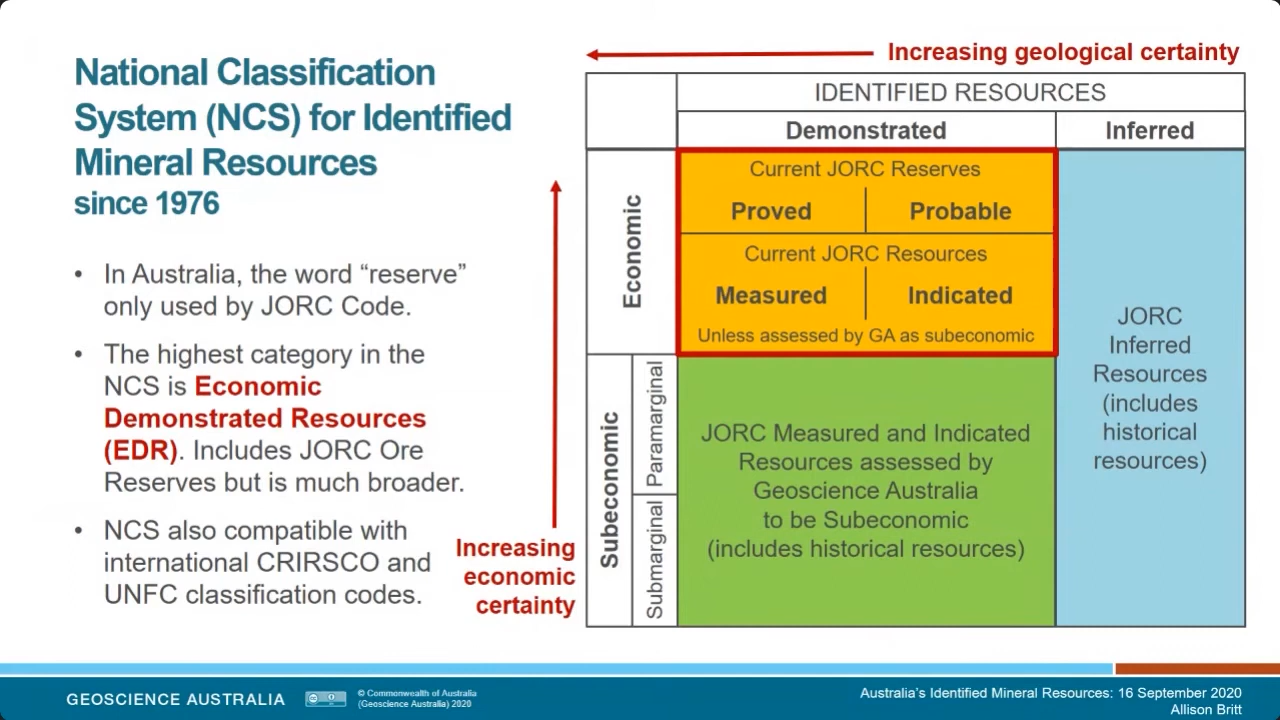 National Classification
System (NCS) for Identified
Mineral Resources
since 1976
• In Australia, the word “reserve”
only used by JORC Code.
• The highest category in the
NCS is Economic
Demonstrated Resources
(EDR). Includes JORC Ore
Reserves but is much broader.
• NCS also compatible with
international CRIRSCO and
UNFC classification codes.
Increasing geological certainty
Increasing
economic
certainty
IDENTIFIED RESOURCES
Demonstrated
Inferred
Economic
Current JORC Reserves
Proved
Probable
Current JORC Resources
Measured
Indicated
Unless assessed by GA as subeconomic
Subeconomic
Paramarginal
Submarginal
JORC Measured and Indicated
Resources assessed by
Geoscience Australia
to be Subeconomic
(includes historical resources)
JORC
Inferred
Resources
(includes
historical
resources)
GEOSCIENCE AUSTRALIA
© Commonwealth of Australia
(Geoscience Australia) 2020
Australia’s Identified Mineral Resources: 16 September 2020
Allison Britt